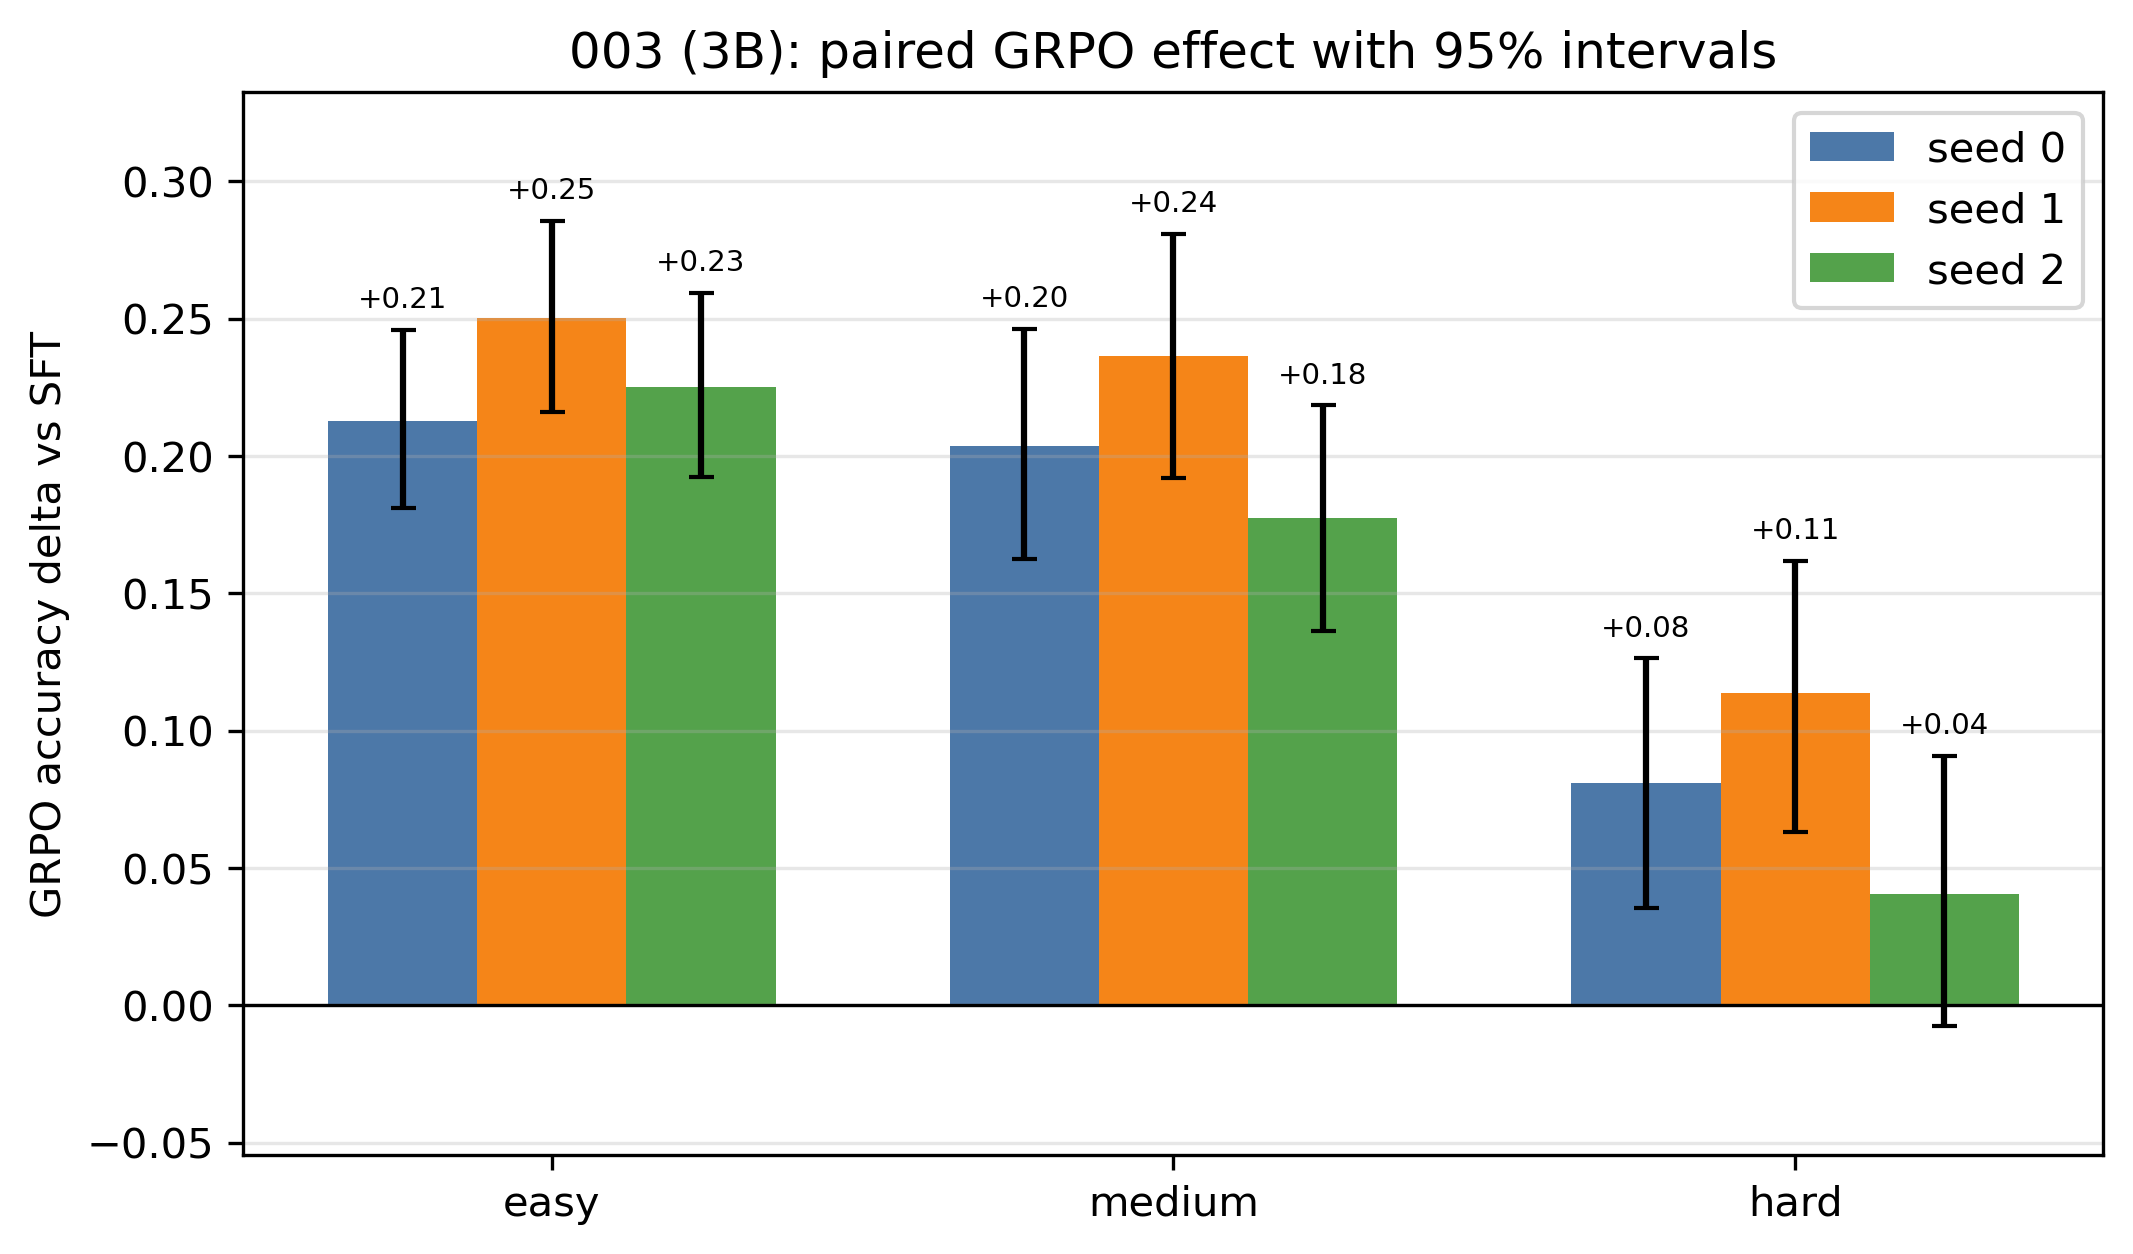 003 (3B): paired GRPO effect with 95% intervals
GRPO accuracy delta vs SFT
0.30
0.25
0.20
0.15
0.10
0.05
0.00
−0.05
+0.21
+0.25
+0.23
+0.20
+0.24
+0.18
+0.08
+0.11
+0.04
seed 0
seed 1
seed 2
easy
medium
hard